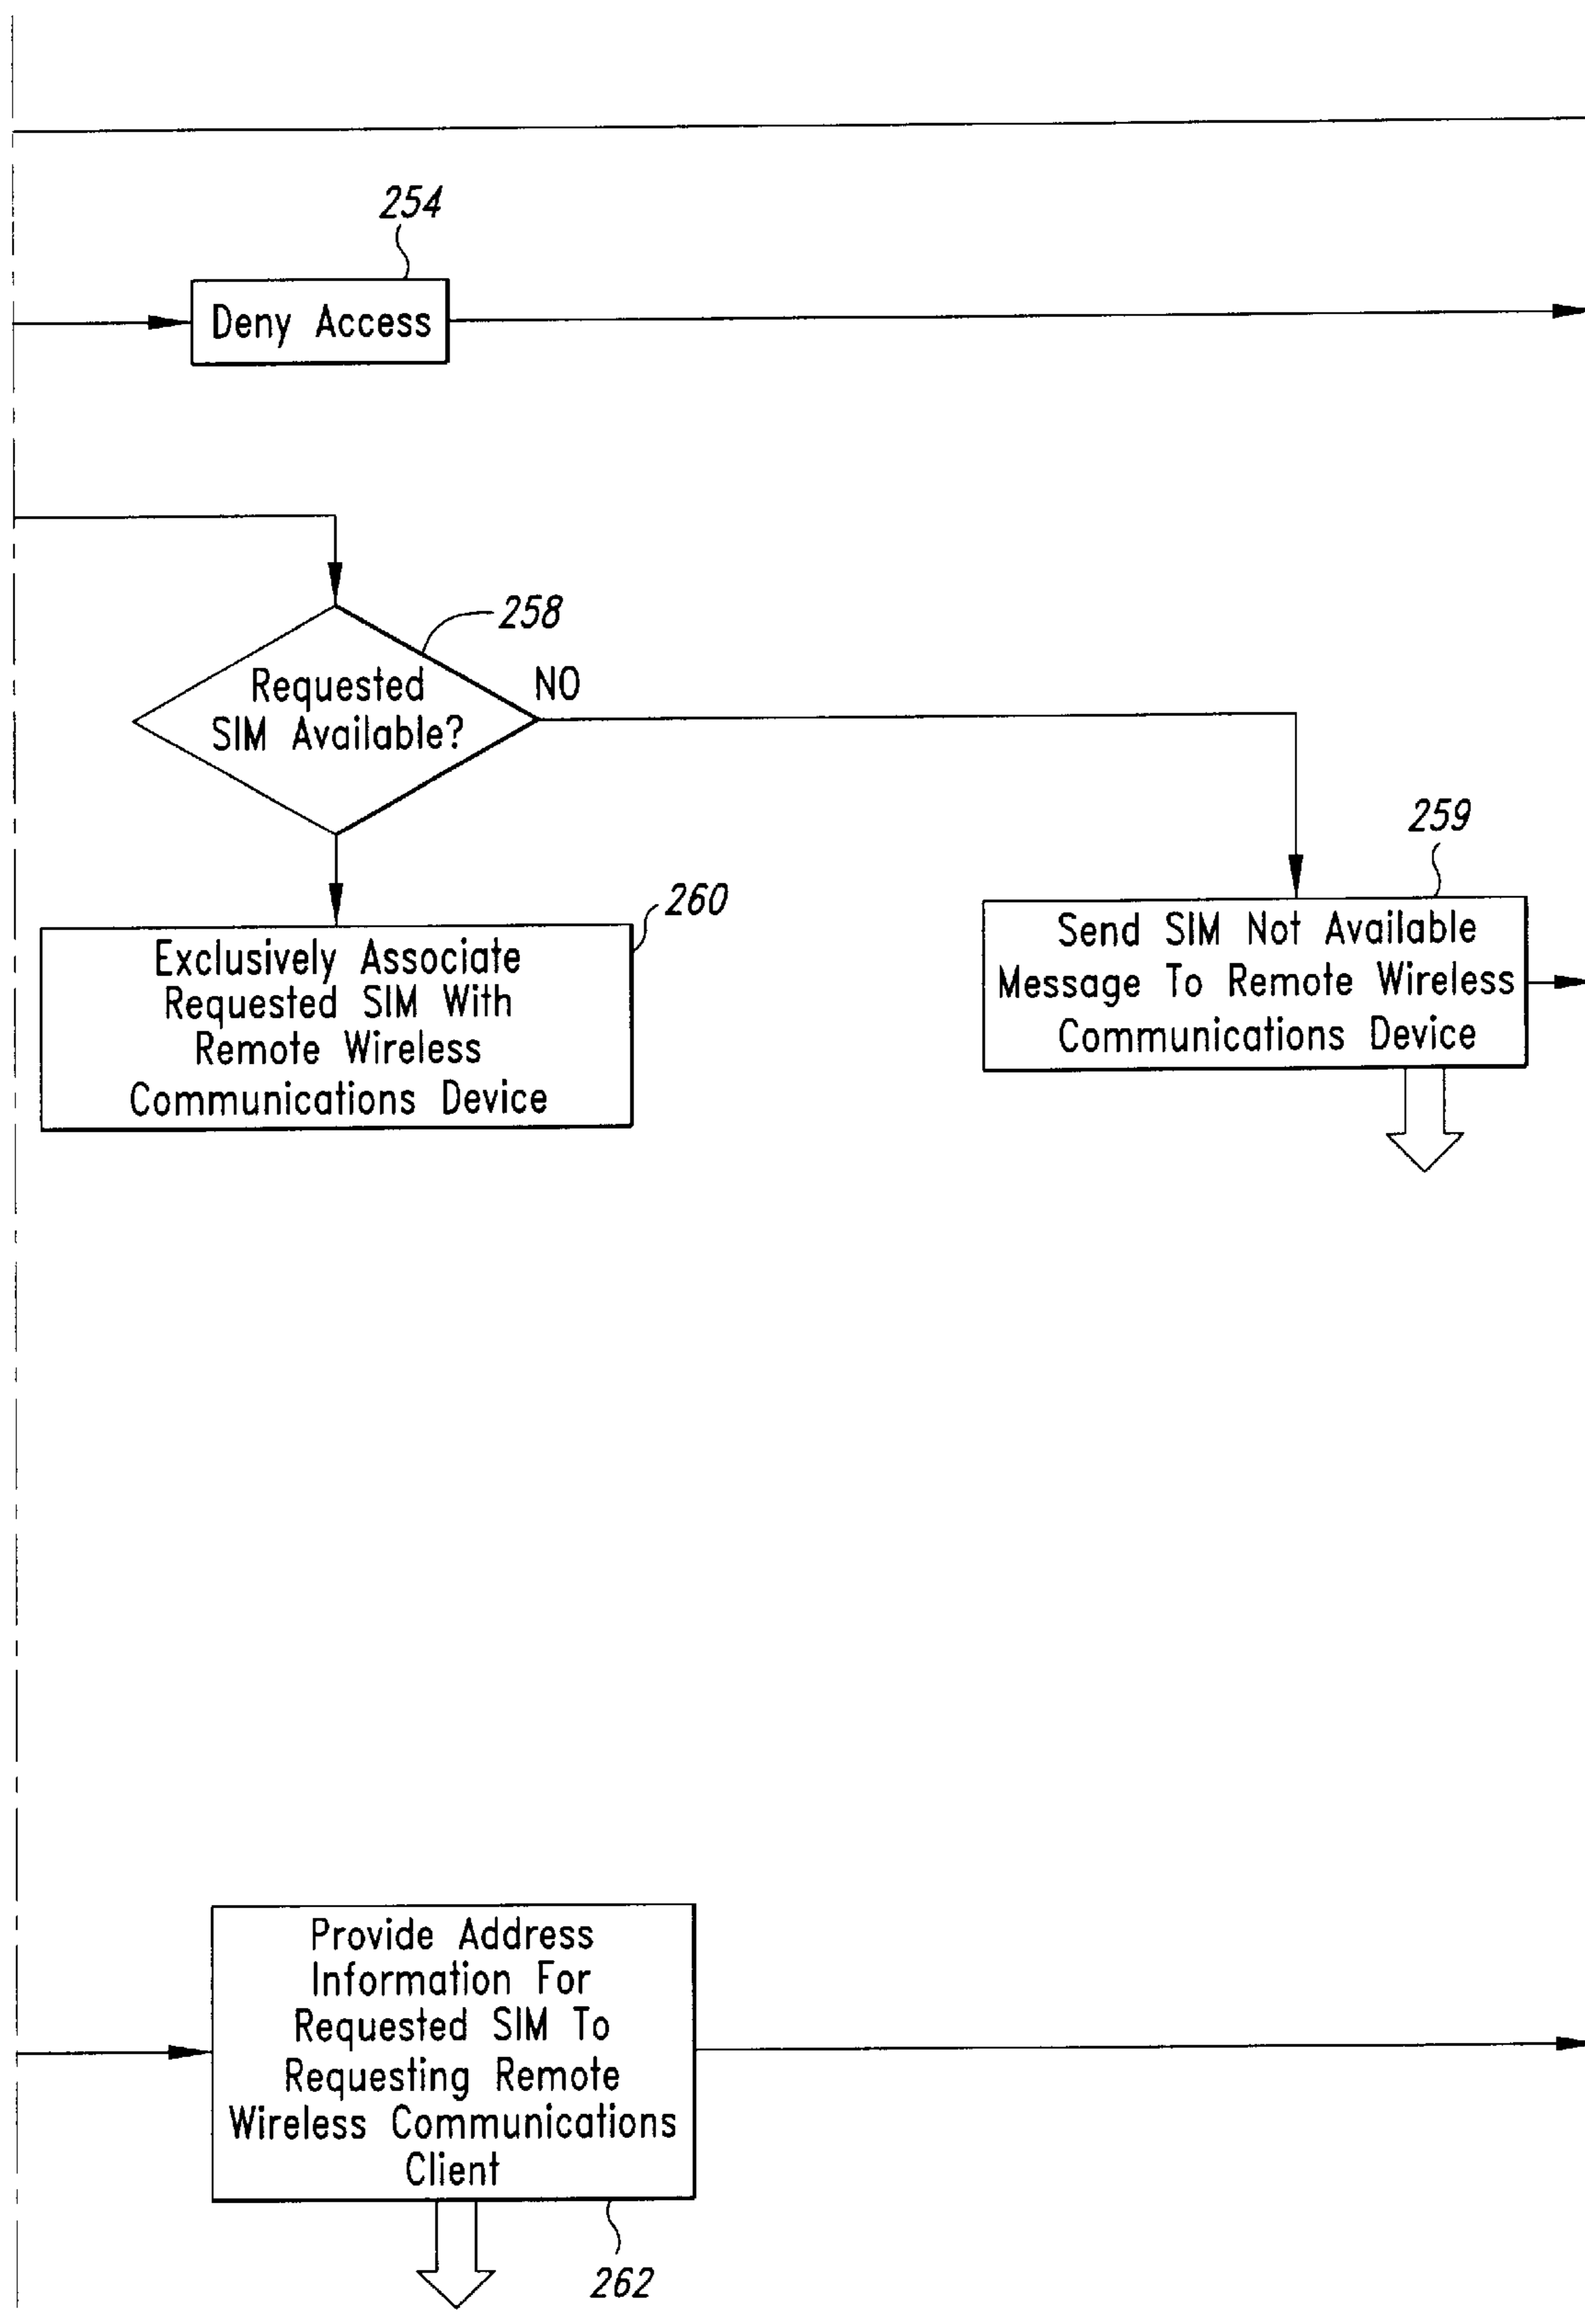 254
Deny Access
258
Requested
SIM Available?
NO
259
260
Exclusively Associate
Requested SIM With
Remote Wireless
Communications Device
Send SIM Not Available
Message To Remote Wireless
Communications Device
Provide Address
Information For
Requested SIM To
Requesting Remote
Wireless Communications
Client
262